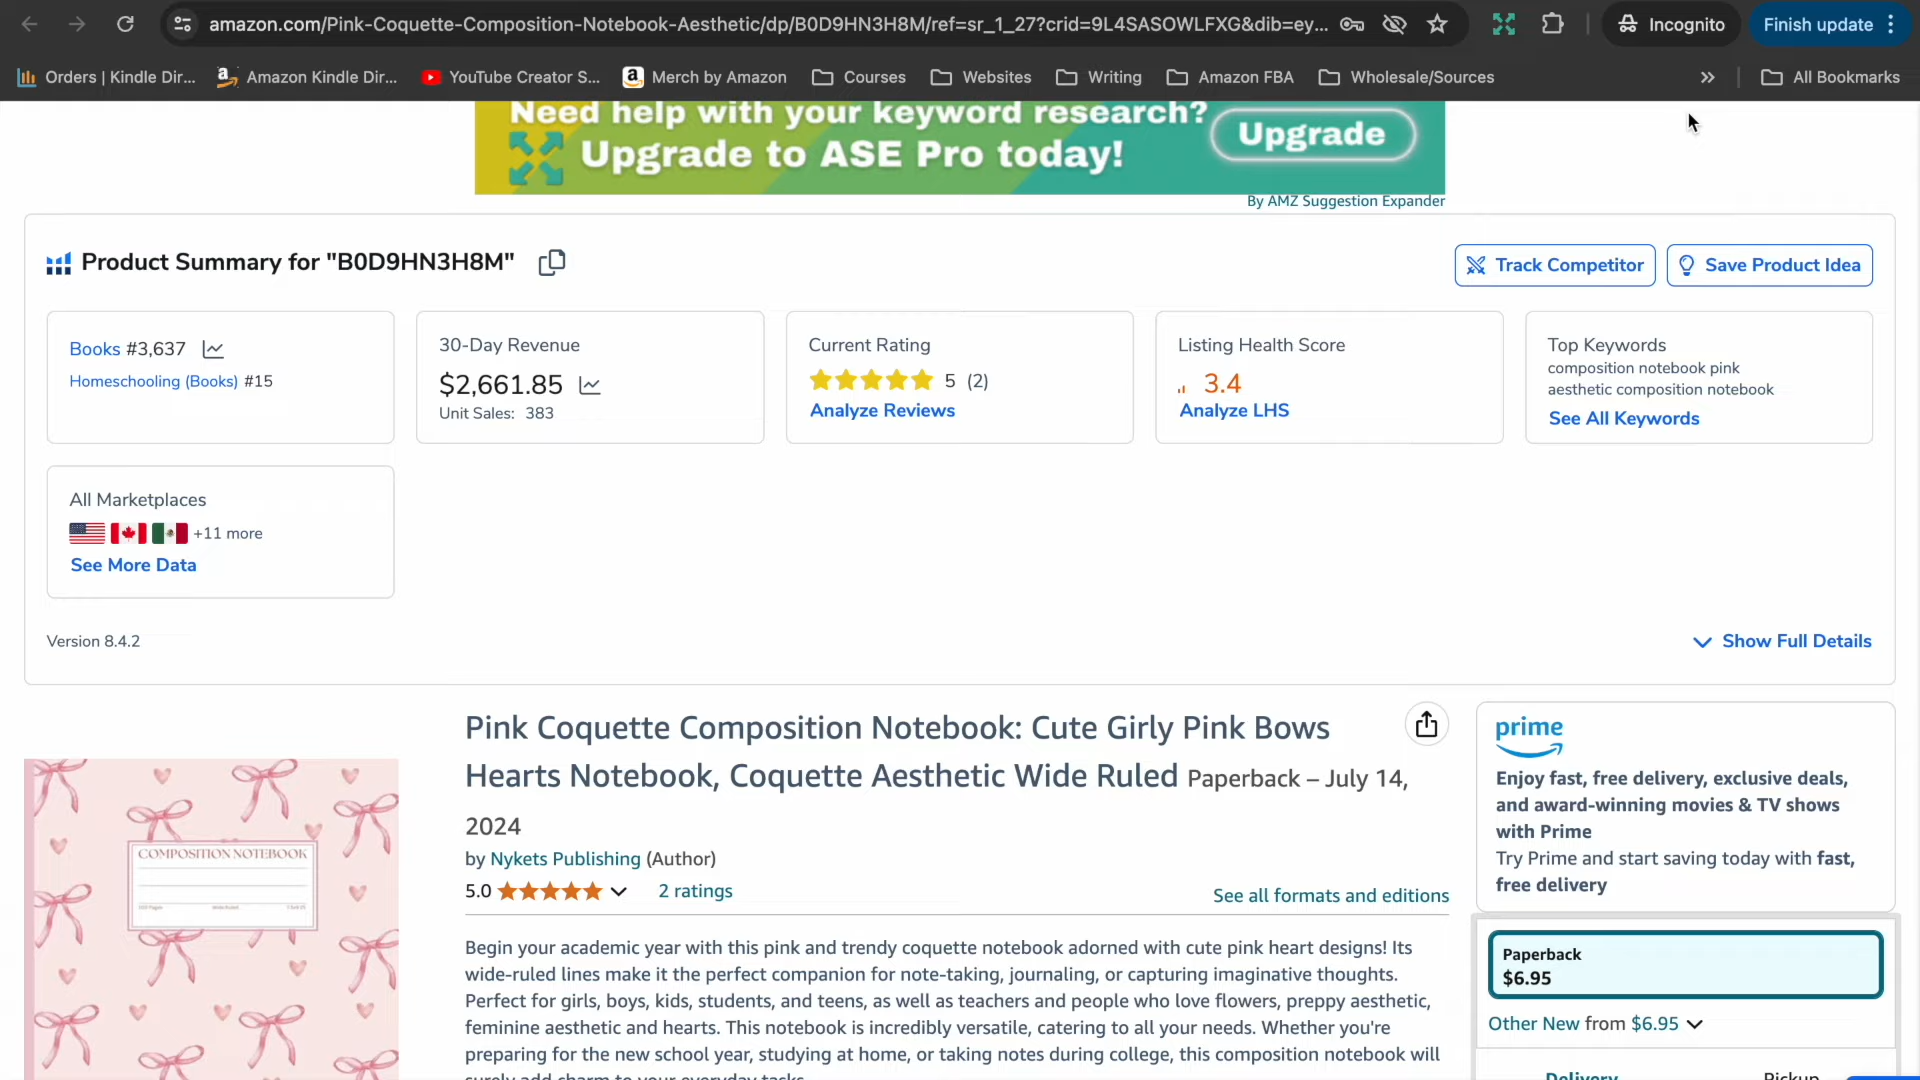 amazon.com/Pink-Coquette-Composition-Notebook-Aesthetic/dp/B0D9HN3H8M/ref=sr_1_27?crid=9L4SASOWLFXG&dib=ey...
Incognito
Finish update
Orders | Kindle Dir...
Amazon Kindle Dir...
YouTube Creator S...
Merch by Amazon
Courses
Websites
Writing
Amazon FBA
Wholesale/Sources
All Bookmarks
Need help with your keyword research?
Upgrade to ASE Pro today!
Upgrade
By AMZ Suggestion Expander
Product Summary for "B0D9HN3H8M"
Track Competitor
Save Product Idea
Books #3,637
Homeschooling (Books) #15
30-Day Revenue
$2,661.85
Unit Sales: 383
Current Rating
5 (2)
Analyze Reviews
Listing Health Score
3.4
Analyze LHS
Top Keywords
composition notebook pink
aesthetic composition notebook
See All Keywords
All Marketplaces
+11 more
See More Data
Version 8.4.2
Show Full Details
COMPOSITION NOTEBOOK
Pink Coquette Composition Notebook: Cute Girly Pink Bows
Hearts Notebook, Coquette Aesthetic Wide Ruled Paperback – July 14,
2024
by Nykets Publishing (Author)
5.0
2 ratings
See all formats and editions
Begin your academic year with this pink and trendy coquette notebook adorned with cute pink heart designs! Its
wide-ruled lines make it the perfect companion for note-taking, journaling, or capturing imaginative thoughts.
Perfect for girls, boys, kids, students, and teens, as well as teachers and people who love flowers, preppy aesthetic,
feminine aesthetic and hearts. This notebook is incredibly versatile, catering to all your needs. Whether you're
preparing for the new school year, studying at home, or taking notes during college, this composition notebook will
surely add charm to your everyday tasks.
prime
Enjoy fast, free delivery, exclusive deals,
and award-winning movies & TV shows
with Prime
Try Prime and start saving today with fast,
free delivery
Paperback
$6.95
Other New from $6.95
Delivery
Pickup